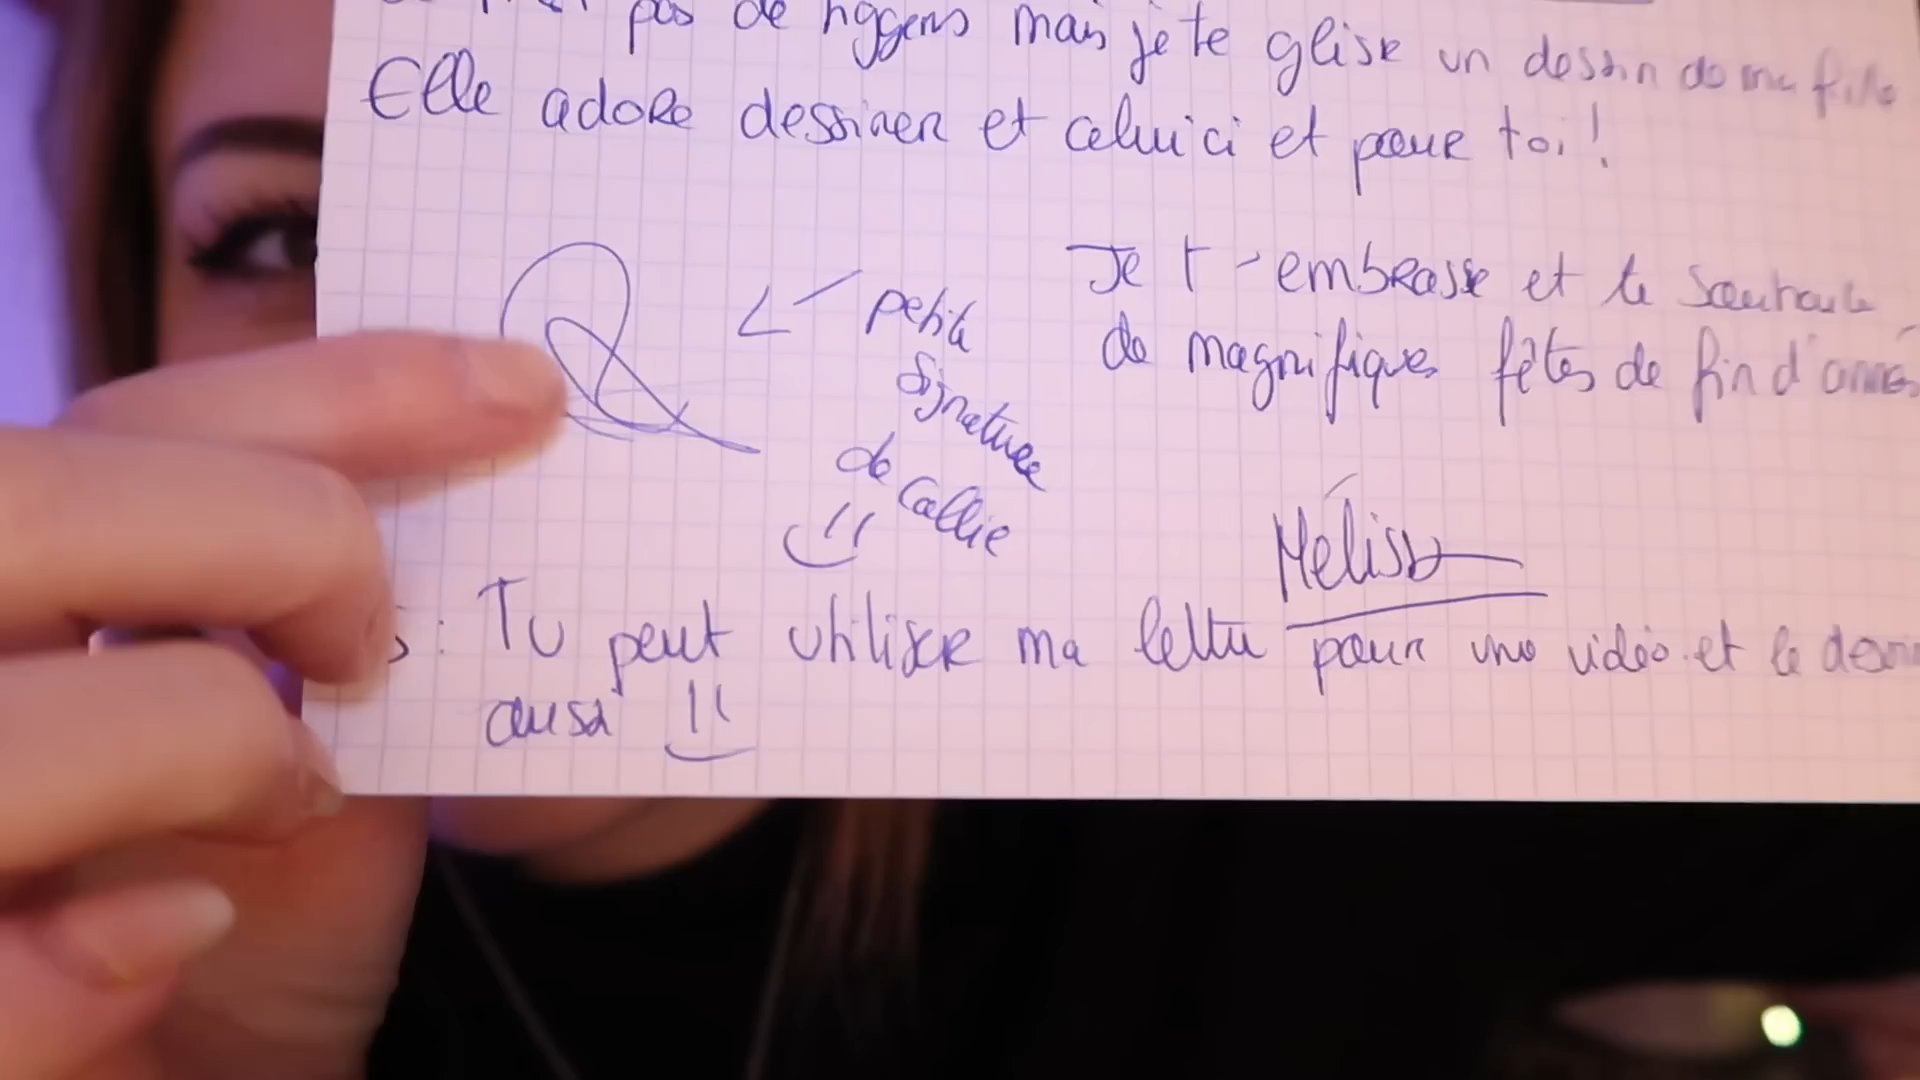 pas de mais je te glisse un dessin de ma fille
Elle adore dessiner et celui ci et pour toi!
Je t'embrasse et te souhaite
de magnifiques fêtes de fin d'année
petite
signature
de Callie
Mélissa
: Tu peut utiliser ma lettre pour une vidéo et le dessin
aussi